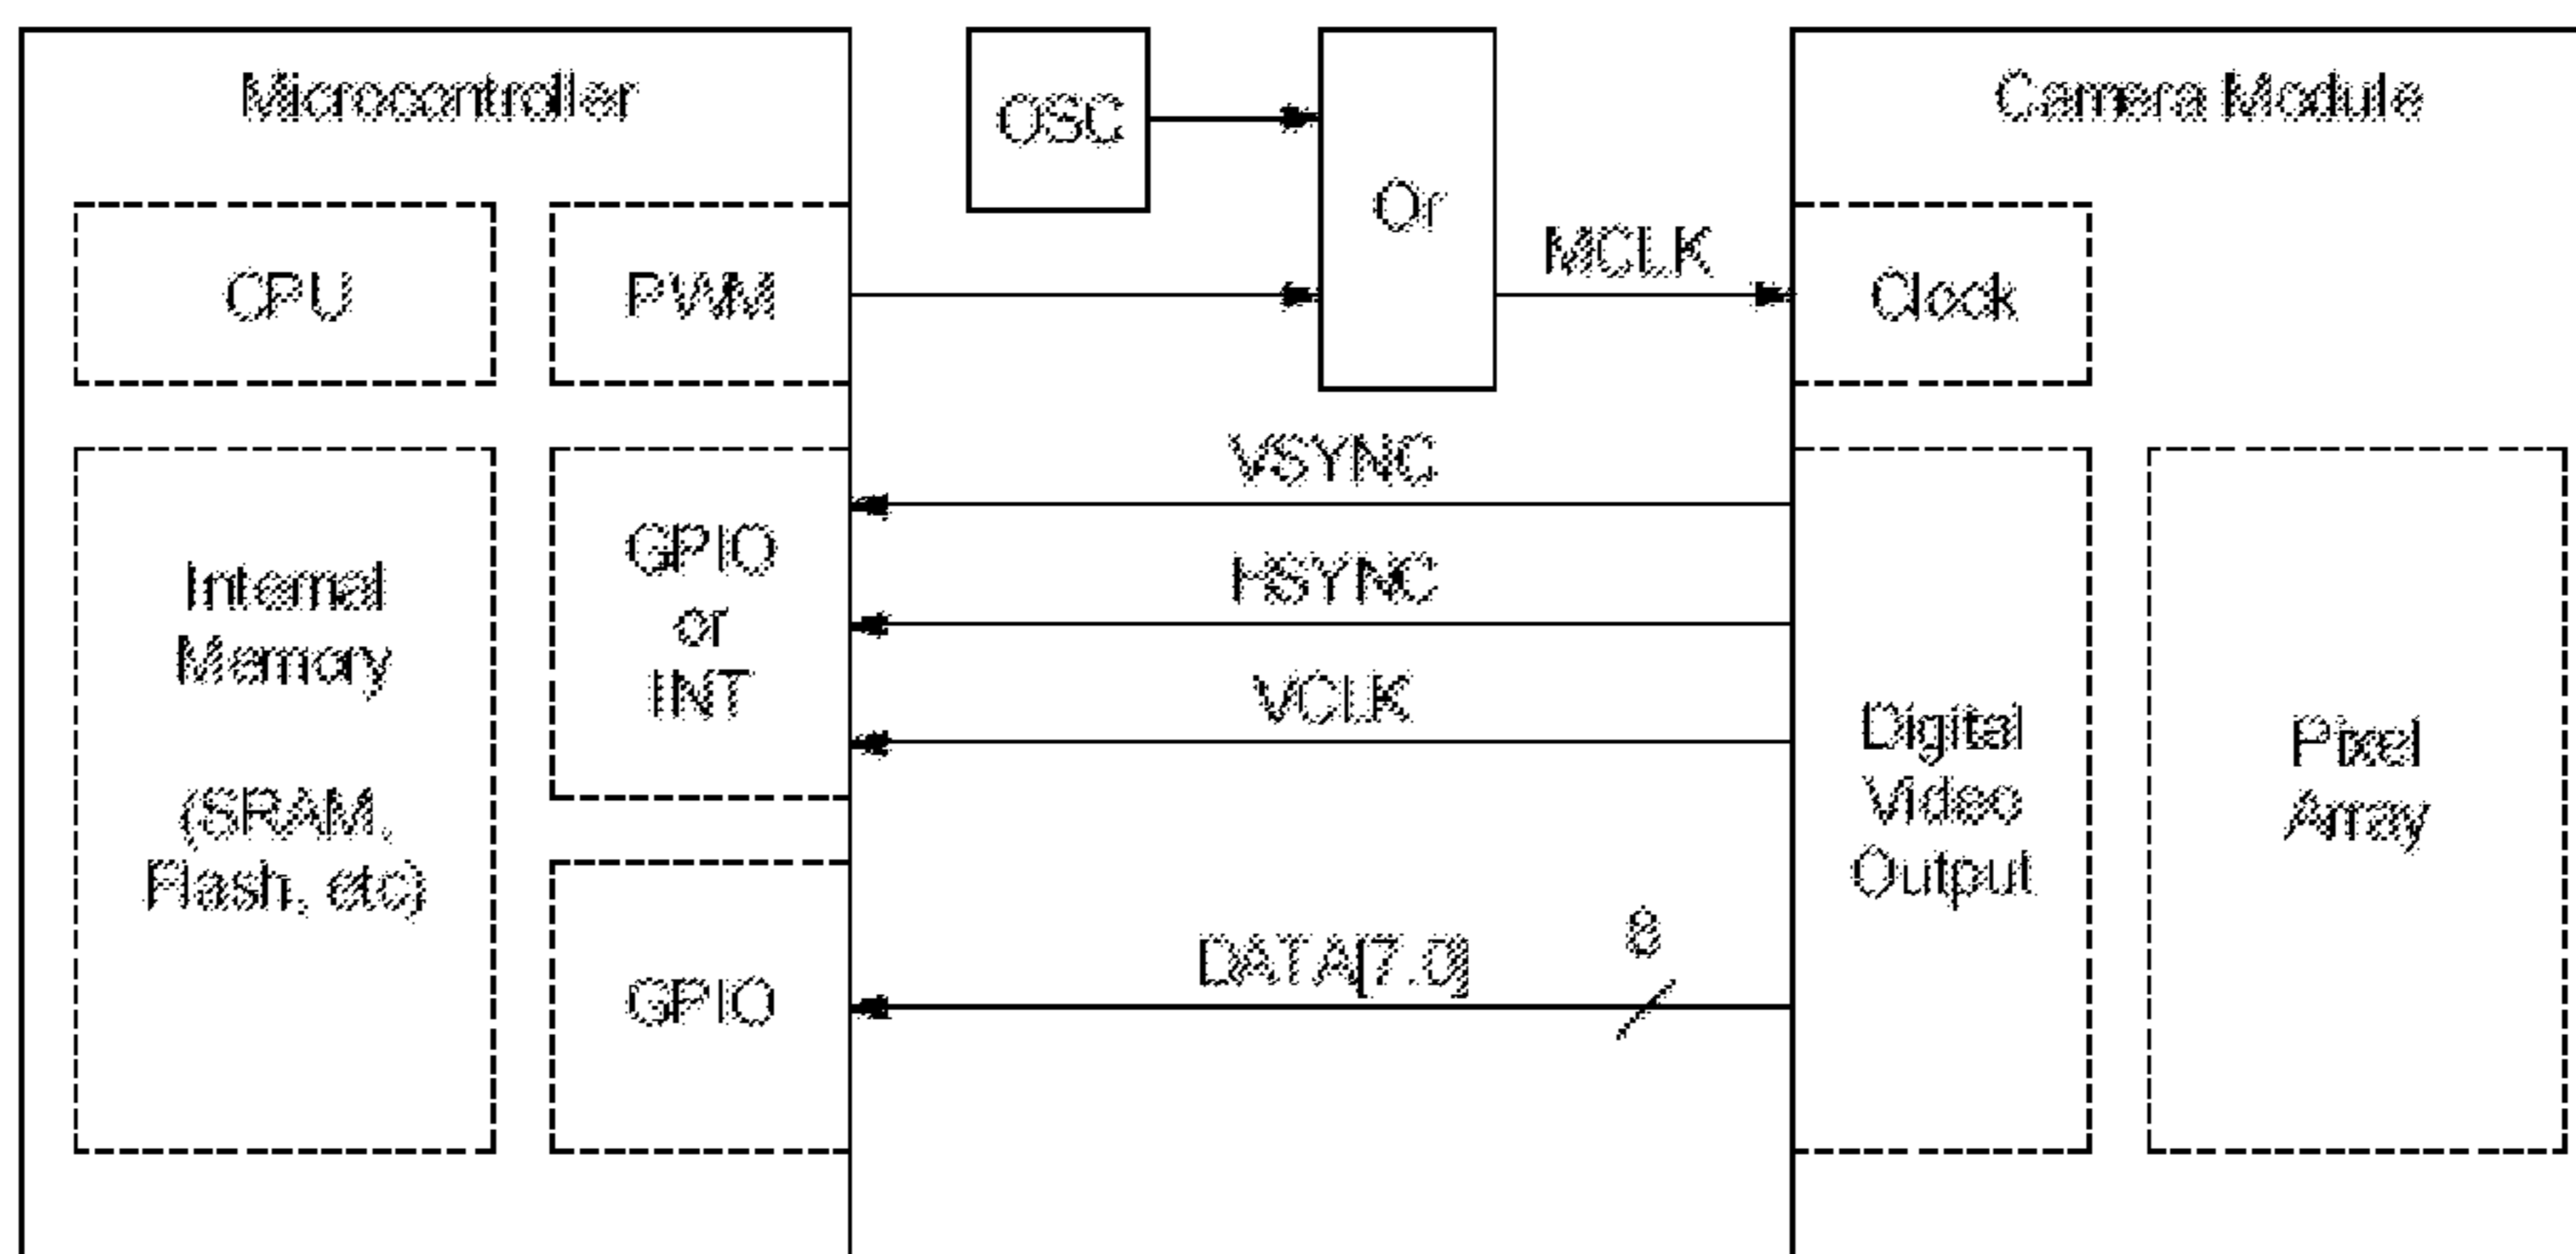 Microcontroller
OSC
Or
Camera Module
CPU
PWM
MCLK
Clock
VSYNC
GPIO
or
INT
HSYNC
VCLK
Internal
Memory
(SRAM,
Flash, etc)
Digital
Video
Output
Pixel
Array
GPIO
DATA[7.0]
8